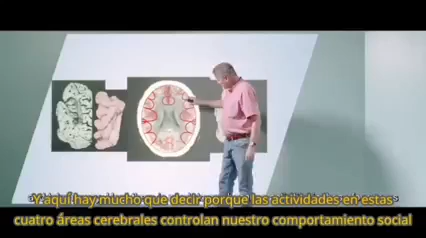 Y aquí hay mucho que decir porque las actividades en estas
cuatro áreas cerebrales controlan nuestro comportamiento social